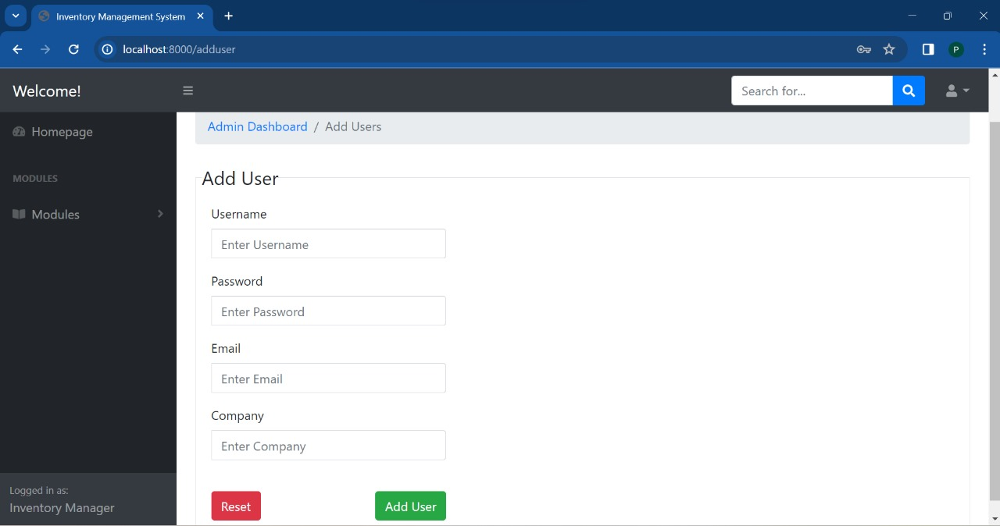 Inventory Management System
localhost:8000/adduser
P
Welcome!
Search for...
Homepage
Admin Dashboard / Add Users
MODULES
Modules
Add User
Username
Enter Username
Password
Enter Password
Email
Enter Email
Company
Enter Company
Reset
Add User
Logged in as:
Inventory Manager